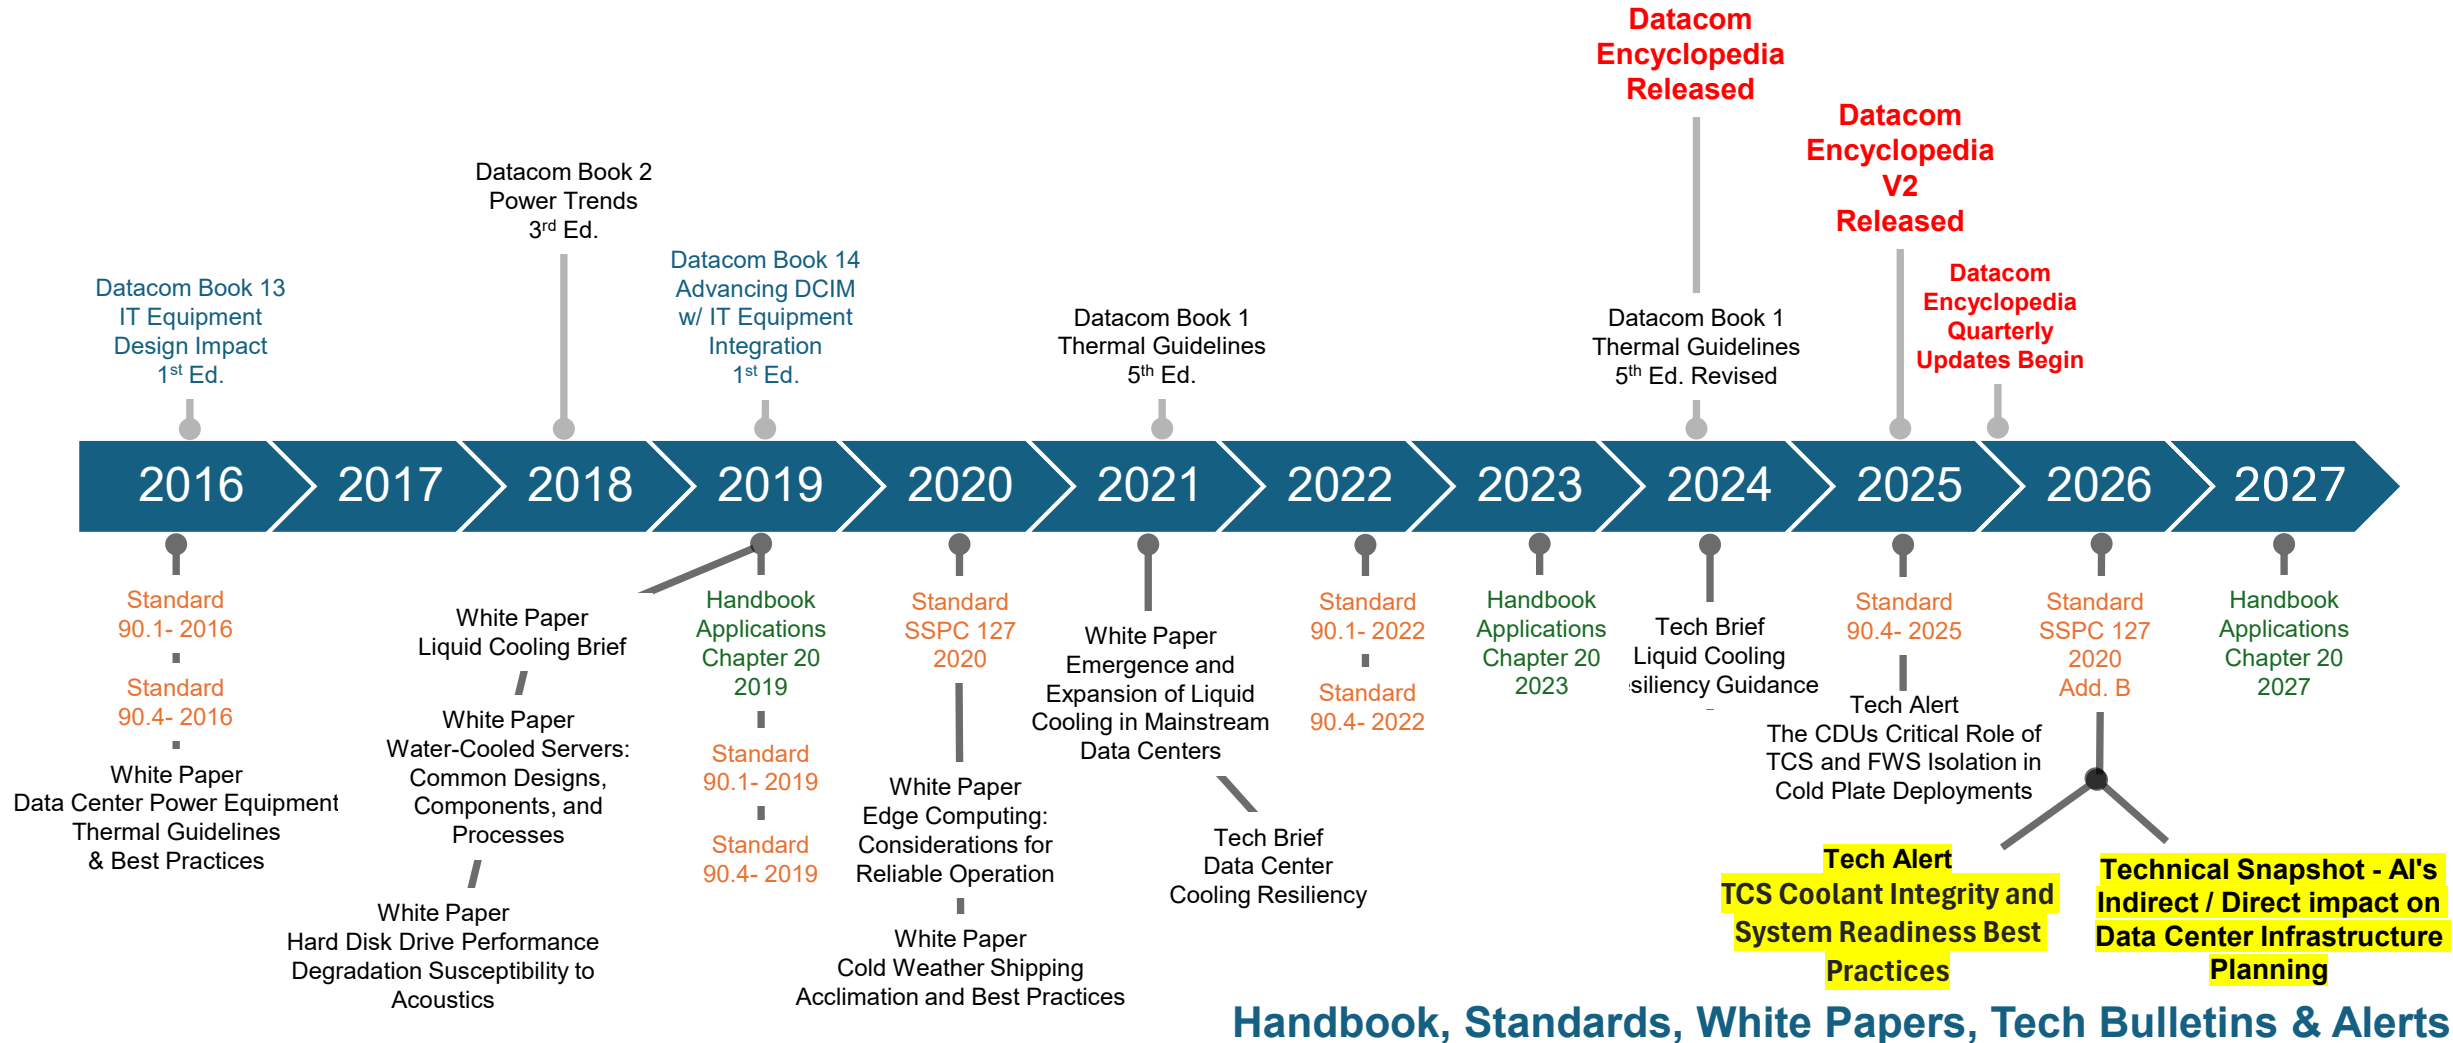 Datacom
Encyclopedia
Released
Datacom
Encyclopedia
V2
Released
Datacom Book 2
Power Trends
3rd Ed.
Datacom Book 14
Advancing DCIM
w/ IT Equipment
Integration
1st Ed.
Datacom
Encyclopedia
Quarterly
Updates Begin
Datacom Book 13
IT Equipment
Design Impact
1st Ed.
Datacom Book 1
Thermal Guidelines
5th Ed.
Datacom Book 1
Thermal Guidelines
5th Ed. Revised
2016 2017 2018 2019 2020 2021 2022 2023 2024 2025 2026 2027
Standard
90.1- 2016
Standard
90.4- 2016
White Paper
Data Center Power Equipment
Thermal Guidelines
& Best Practices
White Paper
Liquid Cooling Brief
White Paper
Water-Cooled Servers:
Common Designs,
Components, and
Processes
White Paper
Hard Disk Drive Performance
Degradation Susceptibility to
Acoustics
Handbook
Applications
Chapter 20
2019
Standard
90.1- 2019
Standard
90.4- 2019
Standard
SSPC 127
2020
White Paper
Edge Computing:
Considerations for
Reliable Operation
White Paper
Cold Weather Shipping
Acclimation and Best Practices
White Paper
Emergence and
Expansion of Liquid
Cooling in Mainstream
Data Centers
Tech Brief
Data Center
Cooling Resiliency
Standard
90.1- 2022
Standard
90.4- 2022
Handbook
Applications
Chapter 20
2023
Tech Brief
Liquid Cooling
siliency Guidance
Standard
90.4- 2025
Tech Alert
The CDUs Critical Role of
TCS and FWS Isolation in
Cold Plate Deployments
Standard
SSPC 127
2020
Add. B
Tech Alert
TCS Coolant Integrity and
System Readiness Best
Practices
Technical Snapshot - AI's
Indirect / Direct impact on
Data Center Infrastructure
Planning
Handbook
Applications
Chapter 20
2027
Handbook, Standards, White Papers, Tech Bulletins & Alerts